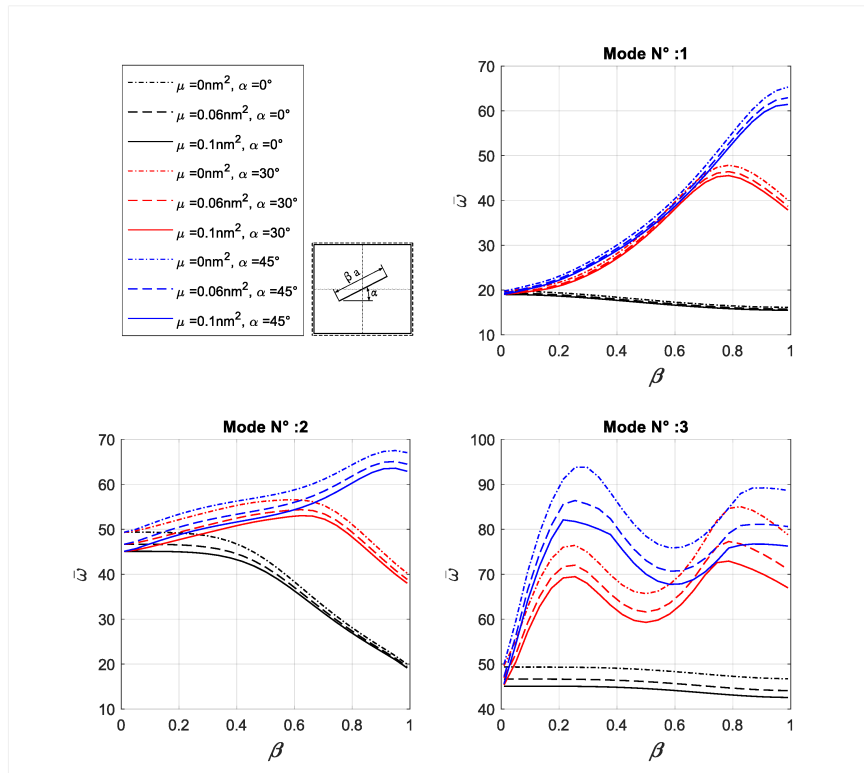 Mode N° :1
μ =0nm², α =0°
μ =0.06nm², α =0°
μ =0.1nm², α =0°
μ =0nm², α =30°
μ =0.06nm², α =30°
μ =0.1nm², α =30°
μ =0nm², α =45°
μ =0.06nm², α =45°
μ =0.1nm², α =45°
β a
α
70
60
50
40
30
20
10
ω̄
0 0.2 0.4 0.6 0.8 1
β
Mode N° :2
70
60
50
40
30
20
10
ω̄
0 0.2 0.4 0.6 0.8 1
β
Mode N° :3
100
90
80
70
60
50
40
ω̄
0 0.2 0.4 0.6 0.8 1
β